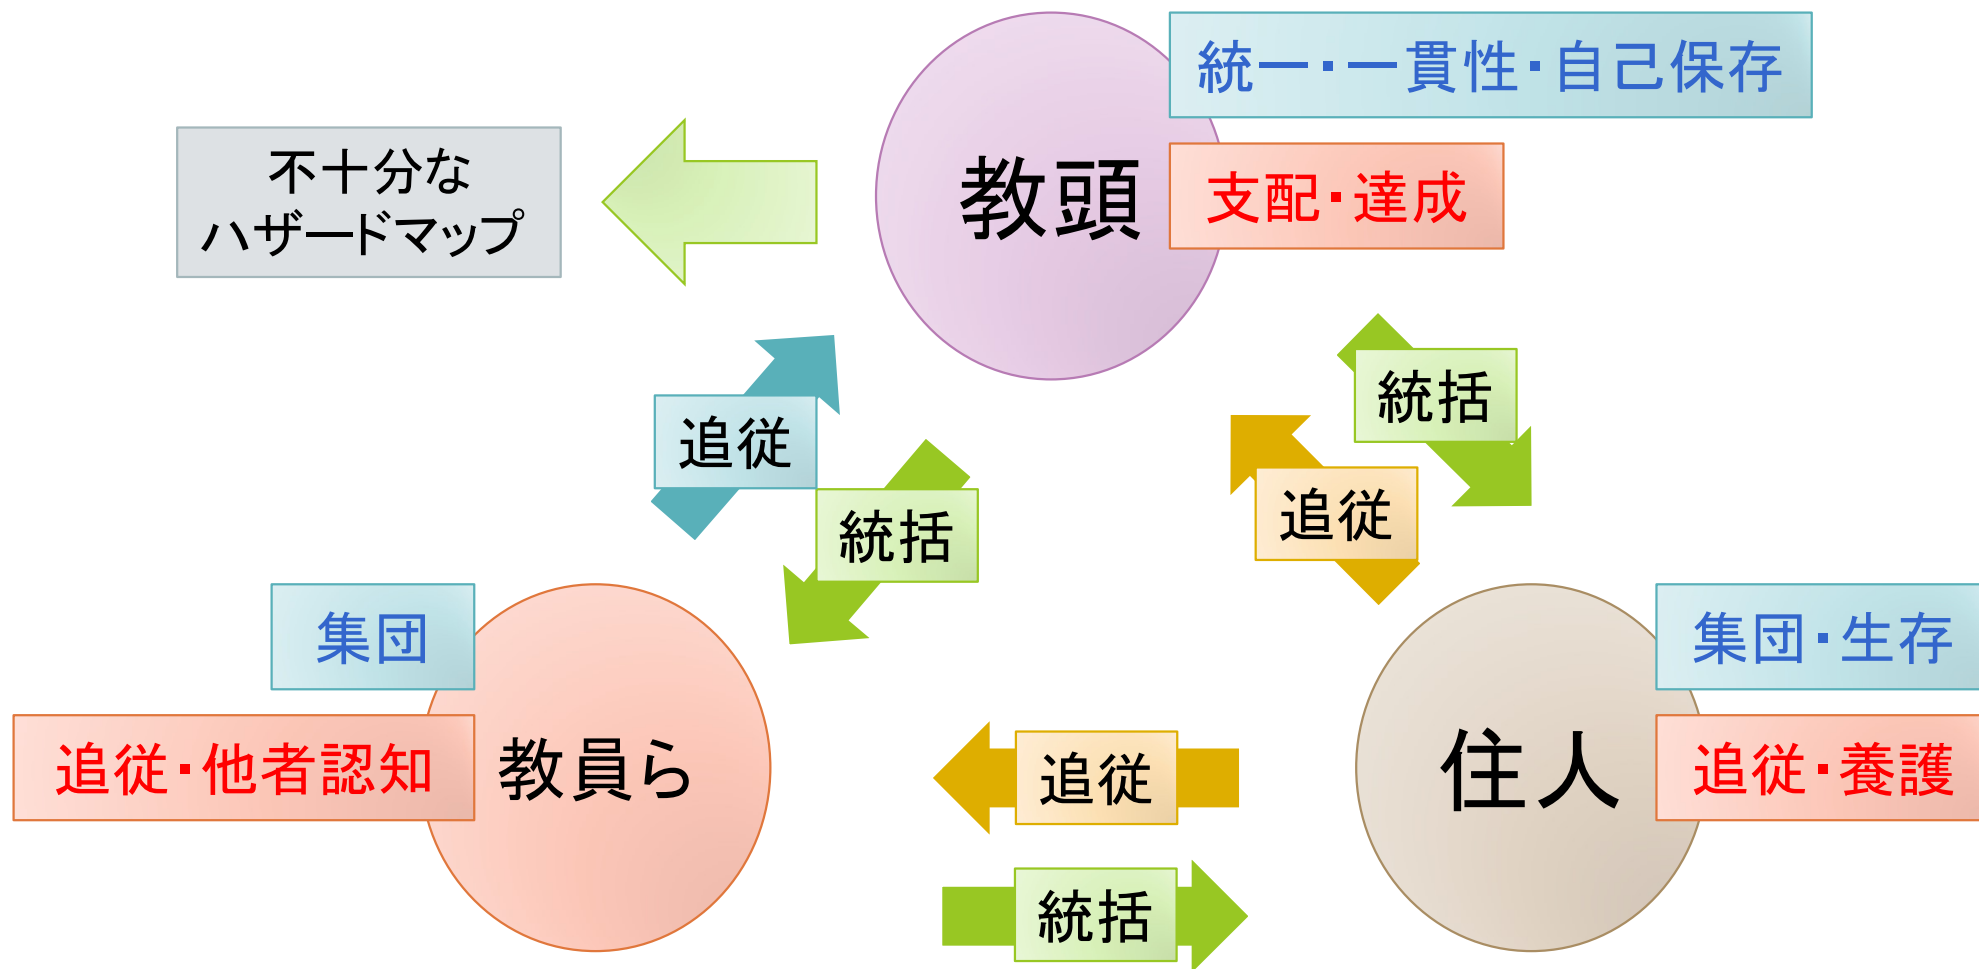 統一・一貫性・自己保存
不十分な
ハザードマップ
教頭
支配・達成
統括
追従
追従
統括
集団
教員ら
追従・他者認知
集団・生存
住人
追従・養護
追従
統括